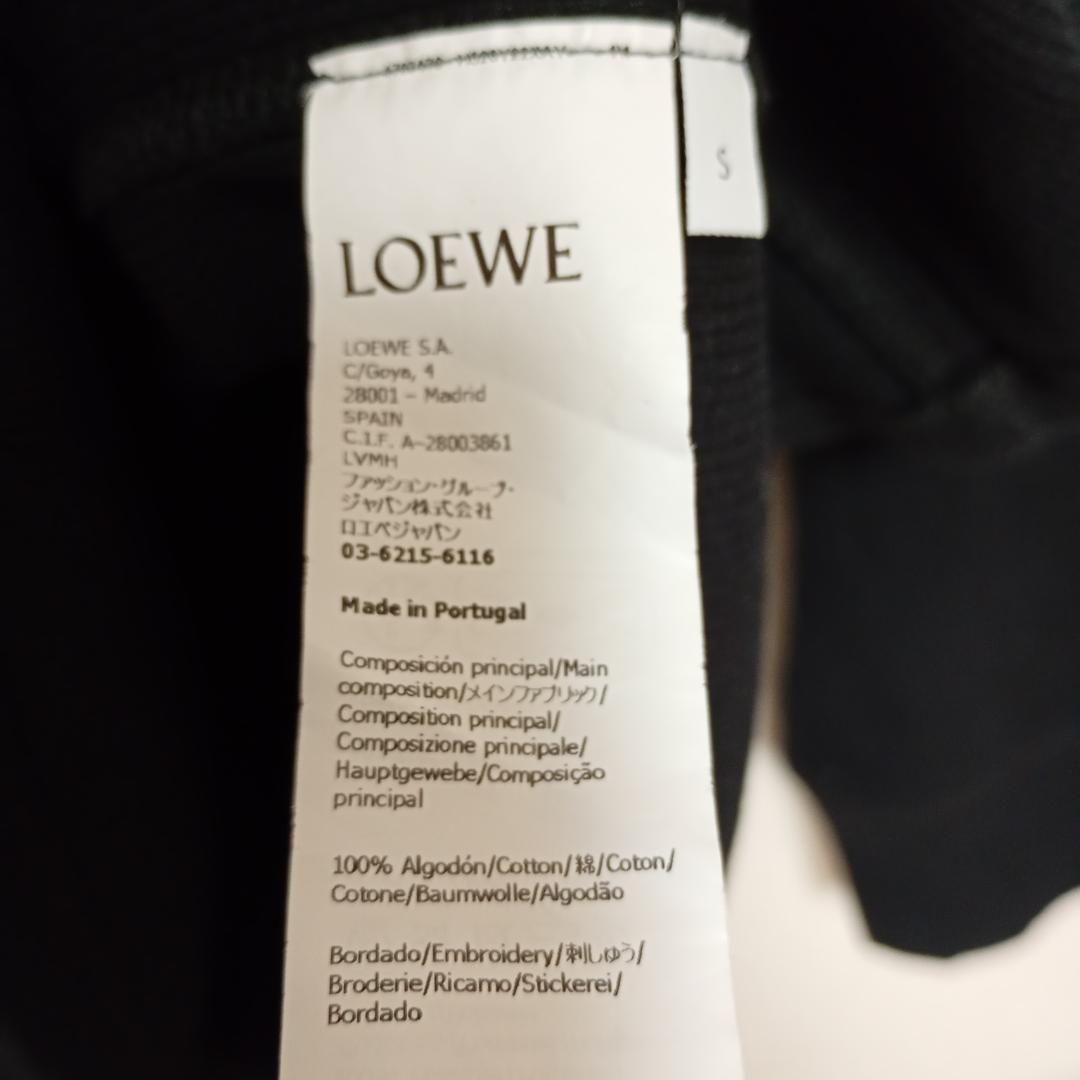 S
LOEWE
LOEWE S.A.
C/Goya, 4
28001 - Madrid
SPAIN
C.I.F. A-28003861
LVMH
ファッション・グループ・
ジャパン株式会社
ロエベジャパン
03-6215-6116
Made in Portugal
Composición principal/Main
composition/メインファブリック/
Composition principal/
Composizione principale/
Hauptgewebe/Composição
principal
100% Algodón/Cotton/綿/Coton/
Cotone/Baumwolle/Algodão
Bordado/Embroidery/刺しゅう/
Broderie/Ricamo/Stickerei/
Bordado